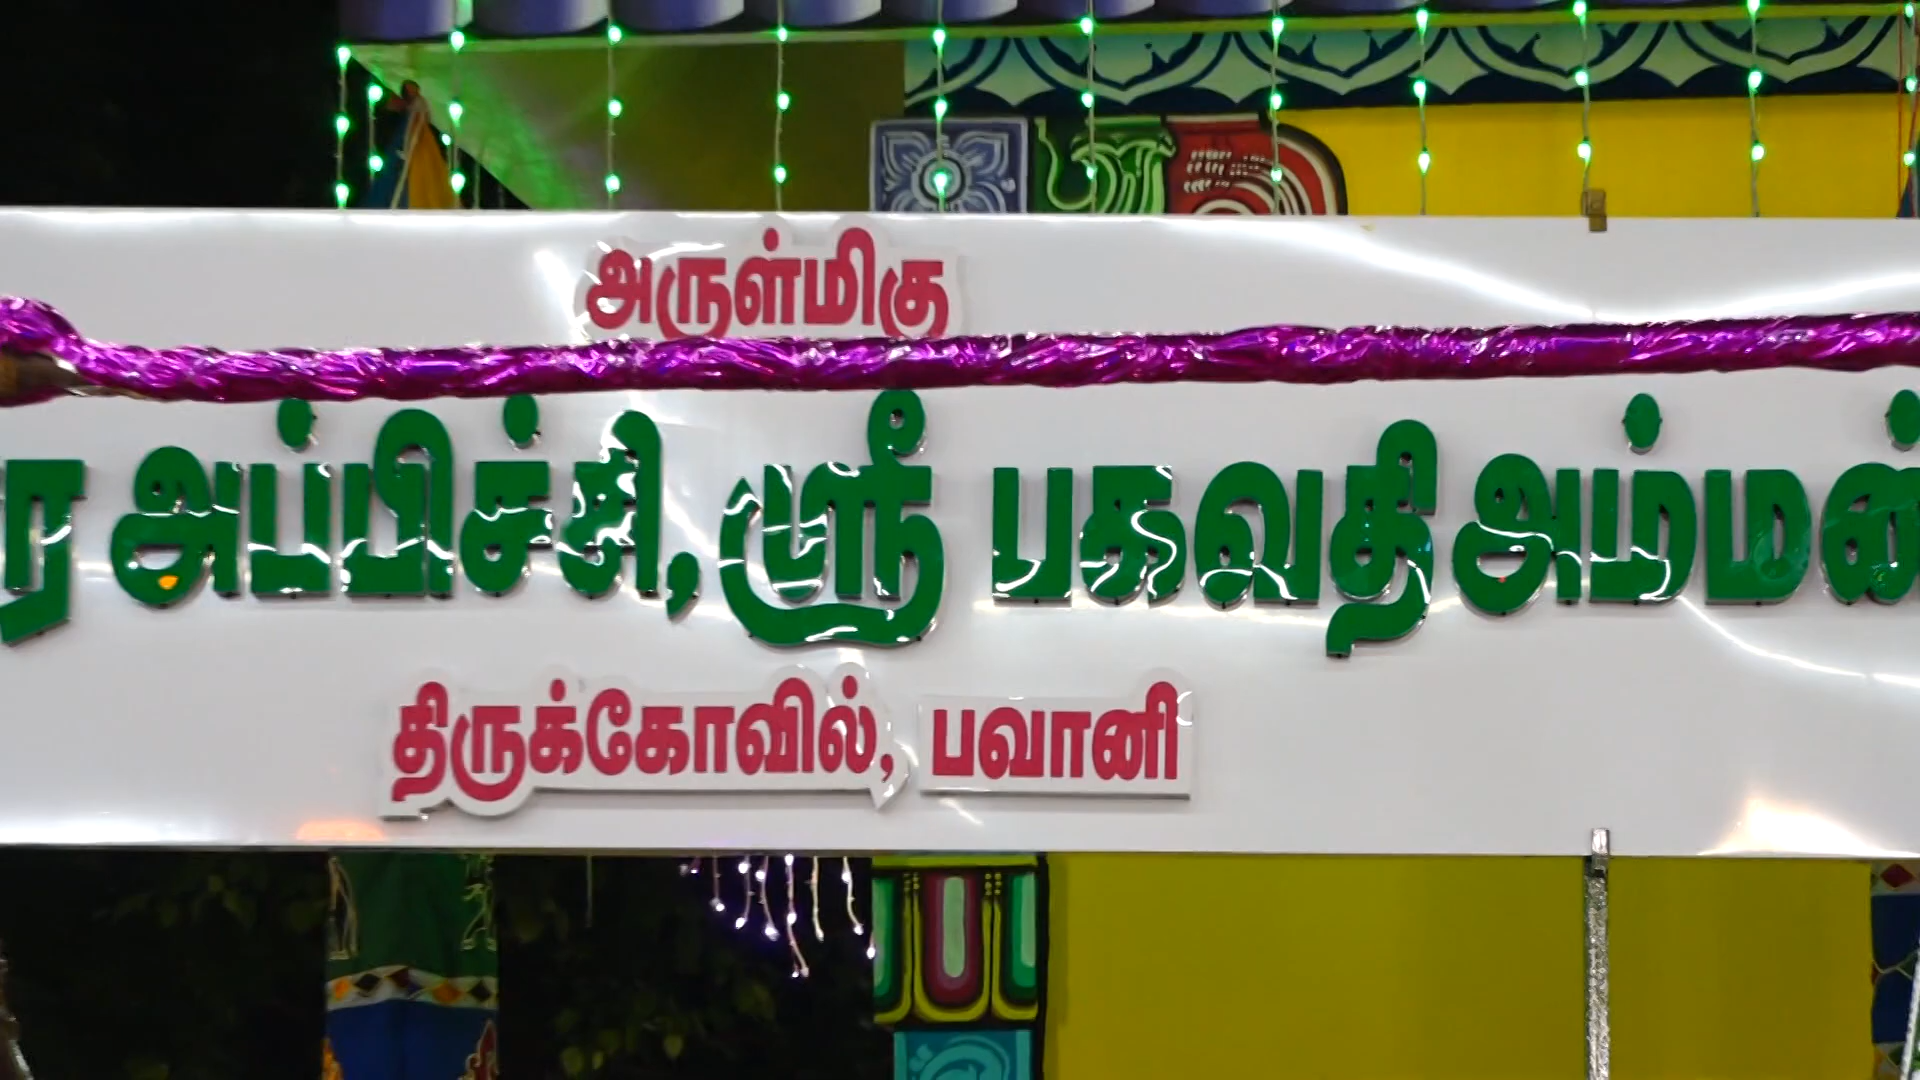 அருள்மிகு
ர அப்பிச்சி, ஸ்ரீ பகவதி அம்மன்
திருக்கோவில், பவானி